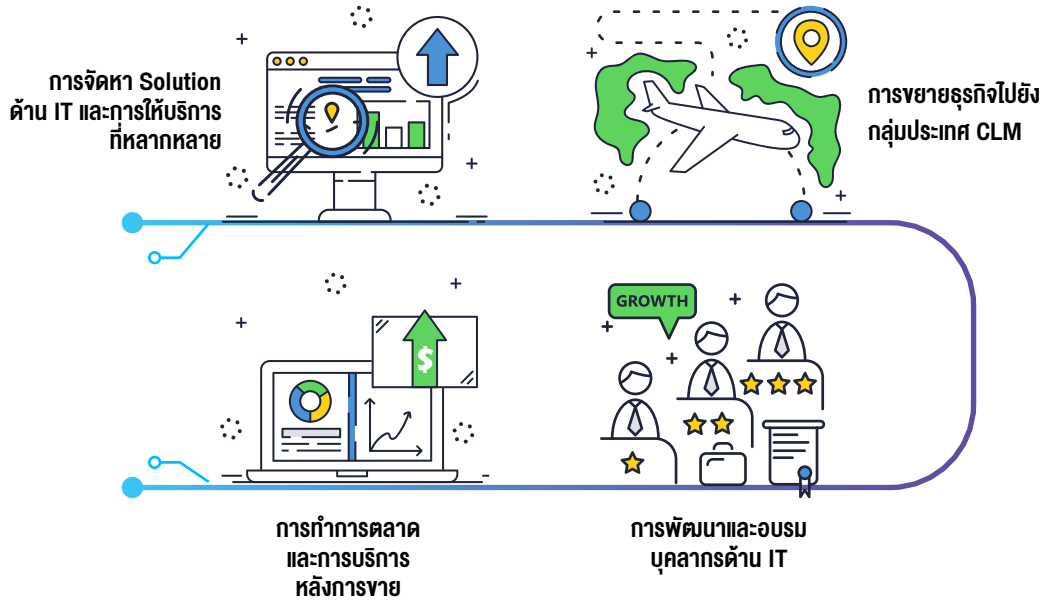 การจัดหา Solution
ด้าน IT และการให้บริการ
ที่หลากหลาย
การขยายธุรกิจไปยัง
กลุ่มประเทศ CLM
GROWTH
$
การทำการตลาด
และการบริการ
หลังการขาย
การพัฒนาและอบรม
บุคลากรด้าน IT